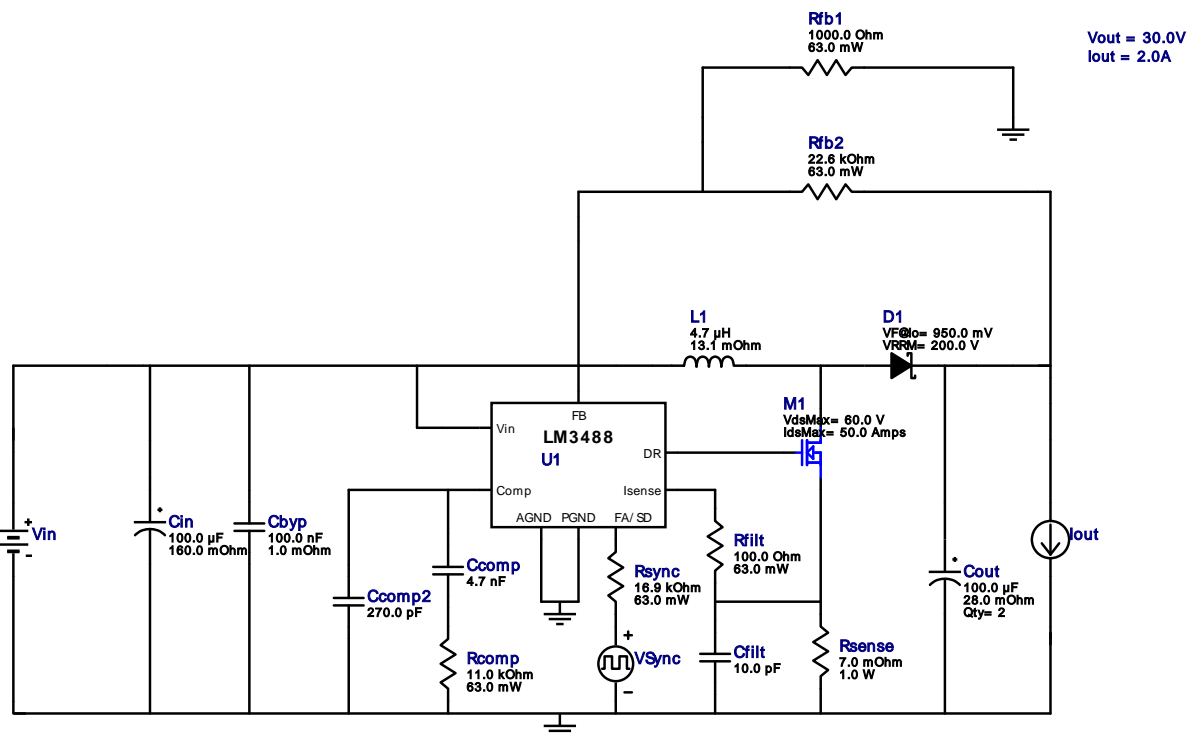 Rfb1
1000.0 Ohm
63.0 mW
Vout = 30.0V
Iout = 2.0A
Rfb2
22.6 kOhm
63.0 mW
L1
4.7 µH
13.1 mOhm
D1
VF@Io= 950.0 mV
VRRM= 200.0 V
M1
VdsMax= 60.0 V
IdsMax= 50.0 Amps
FB
Vin
LM3488
U1
DR
Comp
Isense
AGND PGND FA/SD
Vin
+
-
Cin
100.0 µF
160.0 mOhm
Cbyp
100.0 nF
1.0 mOhm
Ccomp
4.7 nF
Ccomp2
270.0 pF
Rcomp
11.0 kOhm
63.0 mW
Rsync
16.9 kOhm
63.0 mW
+
VSync
-
Rfilt
100.0 Ohm
63.0 mW
Cfilt
10.0 pF
Rsense
7.0 mOhm
1.0 W
Cout
100.0 µF
28.0 mOhm
Qty= 2
Iout